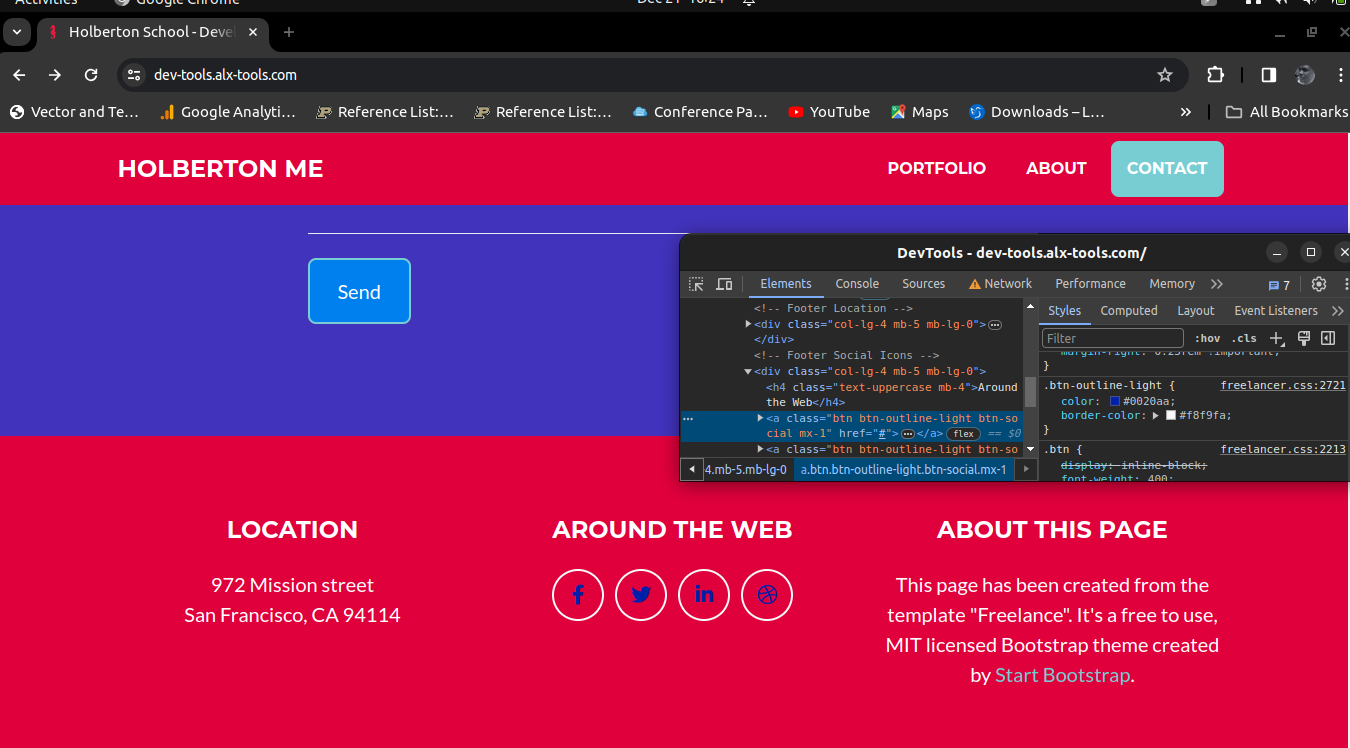 Activities Google Chrome Dec 21 16:24
Holberton School - Deve
dev-tools.alx-tools.com
Vector and Te… Google Analyti… Reference List:… Reference List:… Conference Pa… YouTube Maps Downloads – L… » All Bookmarks
HOLBERTON ME PORTFOLIO ABOUT CONTACT
Send
DevTools - dev-tools.alx-tools.com/
Elements Console Sources Network Performance Memory 7
<!-- Footer Location -->
<div class="col-lg-4 mb-5 mb-lg-0">
</div>
<!-- Footer Social Icons -->
<div class="col-lg-4 mb-5 mb-lg-0">
<h4 class="text-uppercase mb-4">Around
the Web</h4>
<a class="btn btn-outline-light btn-so
cial mx-1" href="#">…</a> flex == $0
<a class="btn btn-outline-light btn-so
4.mb-5.mb-lg-0 a.btn.btn-outline-light.btn-social.mx-1
Styles Computed Layout Event Listeners
Filter :hov .cls
margin-right: 0.25rem !important;
}
.btn-outline-light { freelancer.css:2721
color: #0020aa;
border-color: #f8f9fa;
}
.btn { freelancer.css:2213
display: inline-block;
font-weight: 400;
LOCATION
972 Mission street
San Francisco, CA 94114
AROUND THE WEB
ABOUT THIS PAGE
This page has been created from the
template "Freelance". It's a free to use,
MIT licensed Bootstrap theme created
by Start Bootstrap.